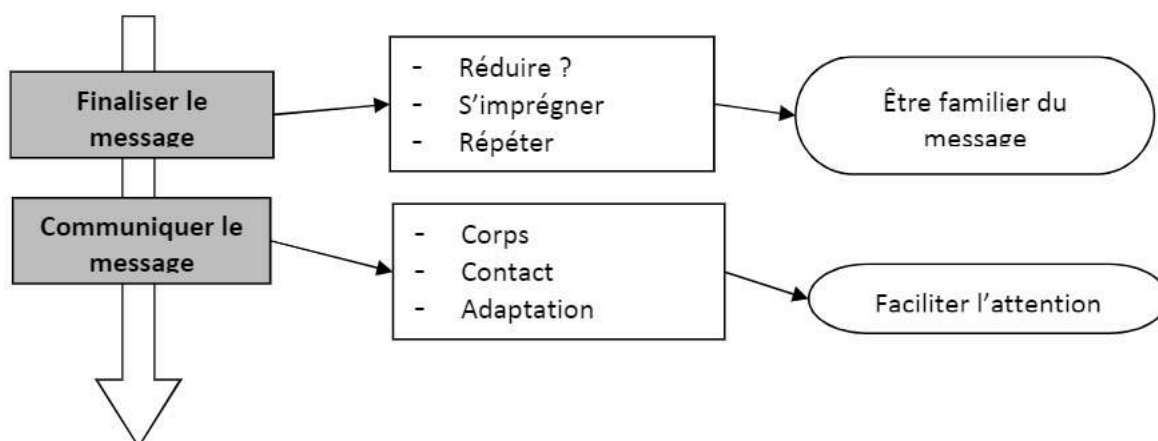 Finaliser le
message
- Réduire ?
- S'imprégner
- Répéter
Être familier du
message
Communiquer le
message
- Corps
- Contact
- Adaptation
Faciliter l'attention